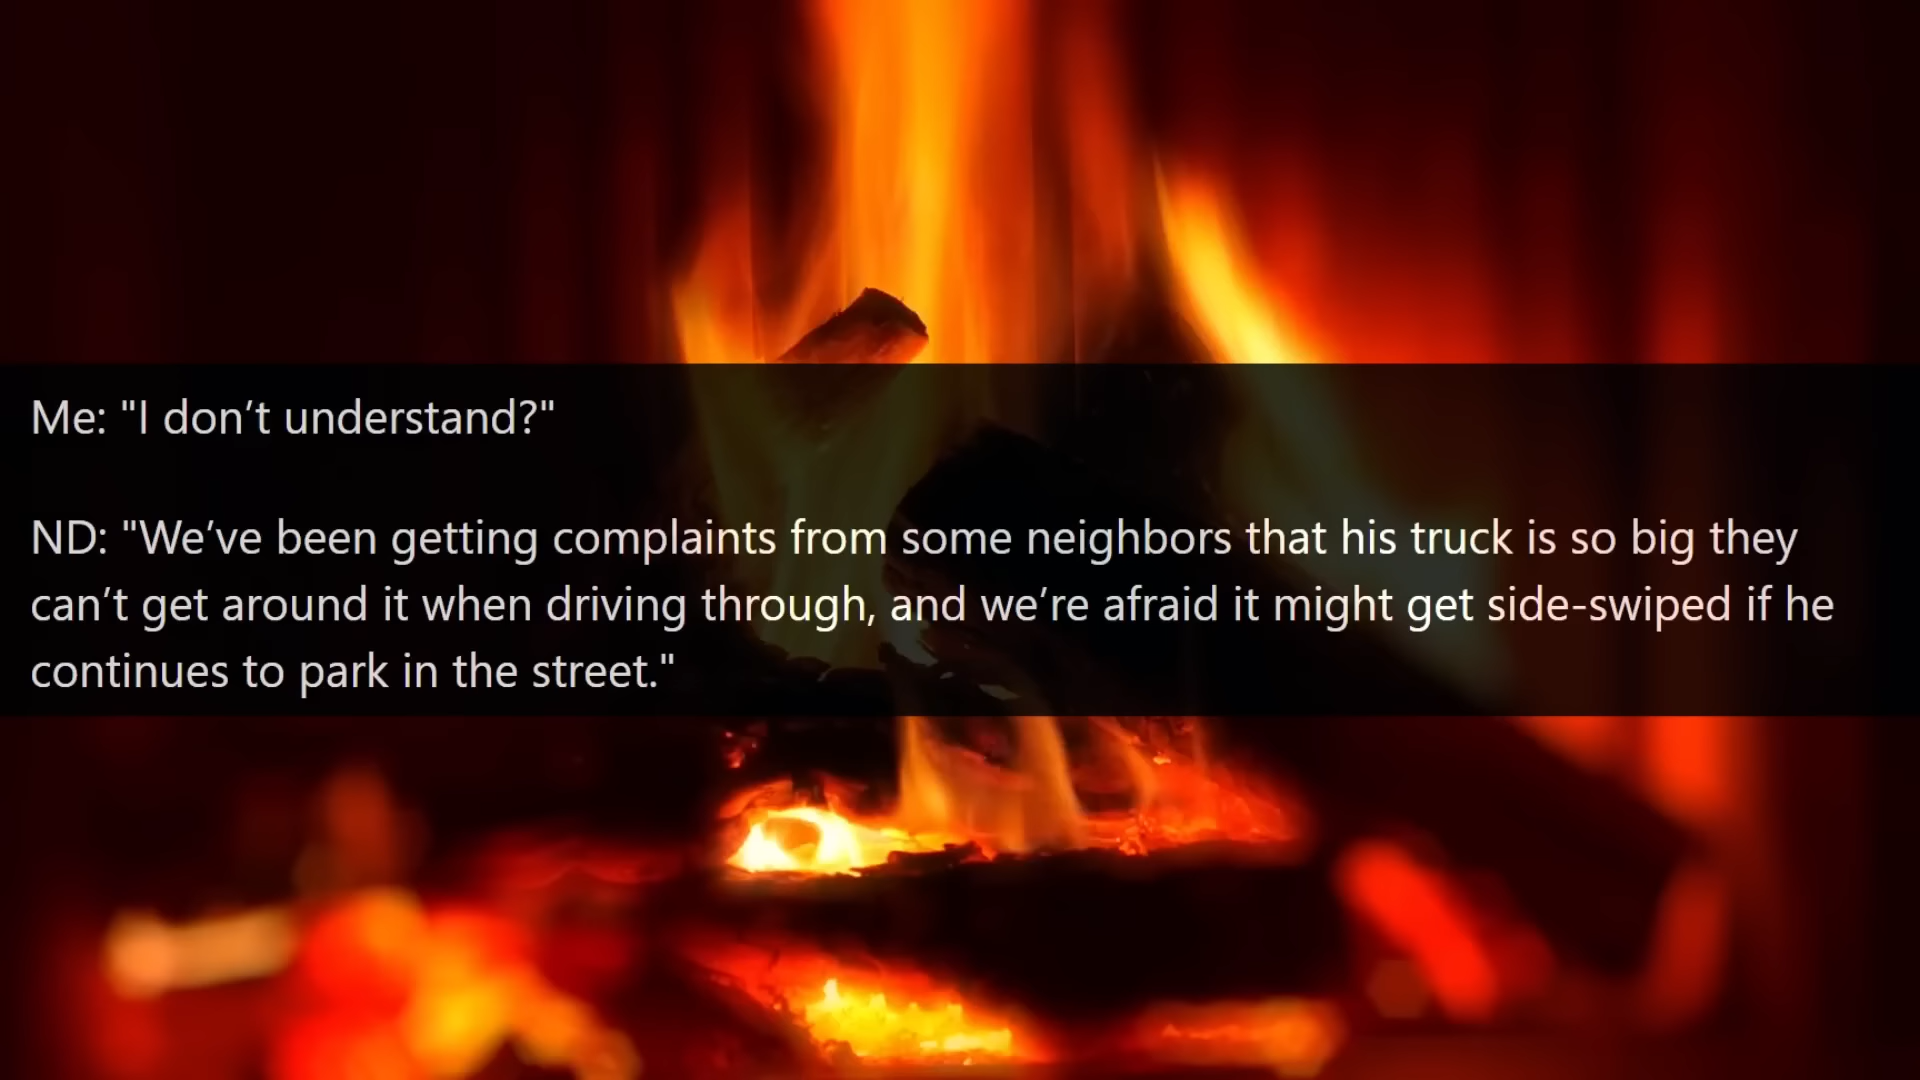 Me: "I don’t understand?"
ND: "We’ve been getting complaints from some neighbors that his truck is so big they
can’t get around it when driving through, and we’re afraid it might get side-swiped if he
continues to park in the street."